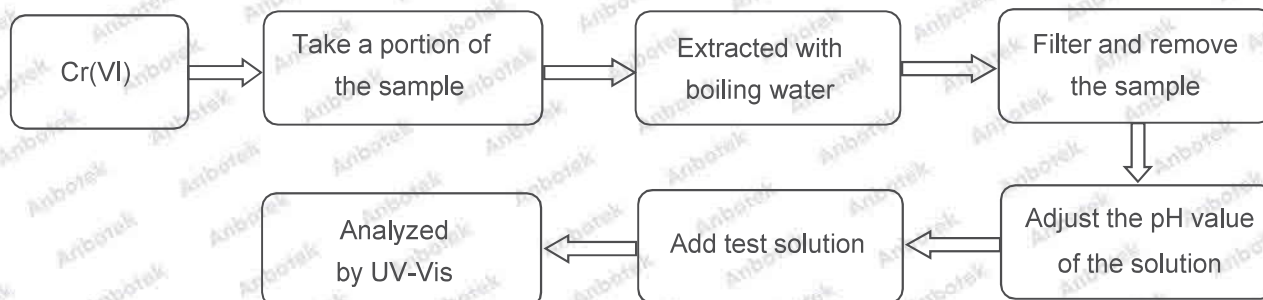 Cr(VI)
Take a portion of
the sample
Extracted with
boiling water
Filter and remove
the sample
Adjust the pH value
of the solution
Add test solution
Analyzed
by UV-Vis
Anbotek